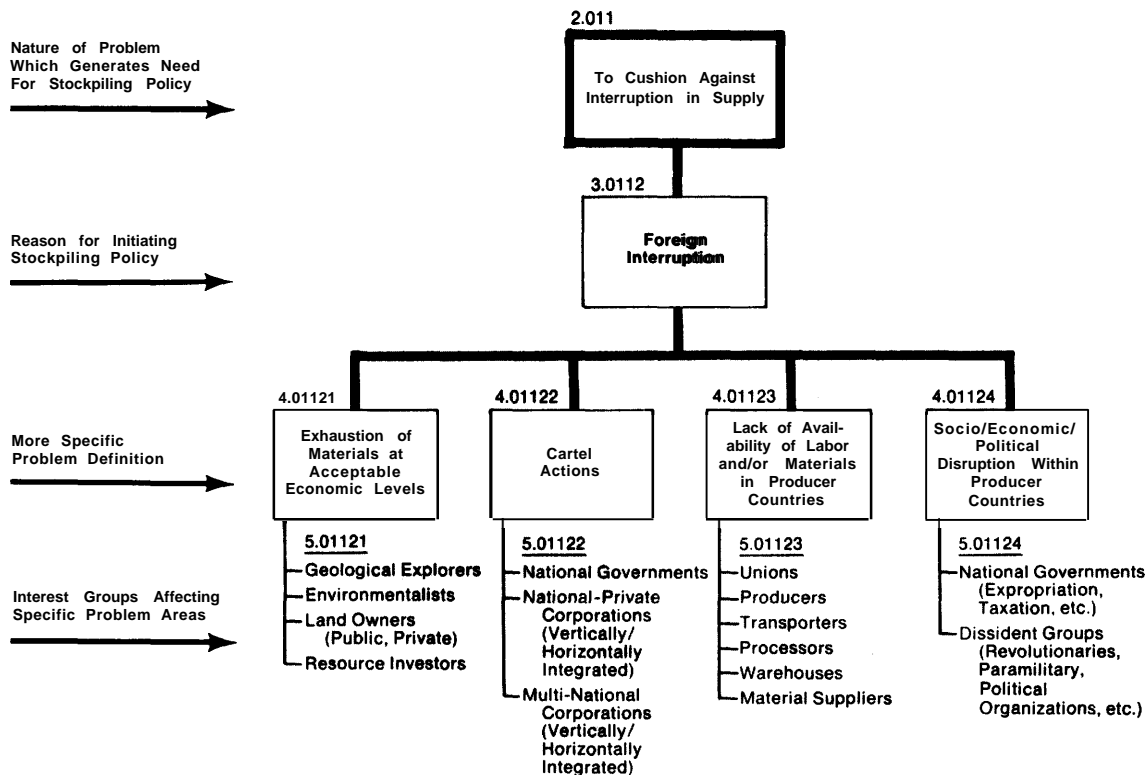 2.011
Nature of Problem
Which Generates Need
For Stockpiling Policy
To Cushion Against
Interruption in Supply
3.0112
Reason for Initiating
Stockpiling Policy
Foreign
Interruption
More Specific
Problem Definition
4.01121
Exhaustion of
Materials at
Acceptable
Economic Levels
4.01122
Cartel
Actions
4.01123
Lack of Avail-
ability of Labor
and/or Materials
in Producer
Countries
4.01124
Socio/Economic/
Political
Disruption Within
Producer
Countries
Interest Groups Affecting
Specific Problem Areas
5.01121
Geological Explorers
Environmentalists
Land Owners
(Public, Private)
Resource Investors
5.01122
National Governments
National-Private
Corporations
(Vertically/
Horizontally
Integrated)
Multi-National
Corporations
(Vertically/
Horizontally
Integrated)
5.01123
Unions
Producers
Transporters
Processors
Warehouses
Material Suppliers
5.01124
National Governments
(Expropriation,
Taxation, etc.)
Dissident Groups
(Revolutionaries,
Paramilitary,
Political
Organizations, etc.)